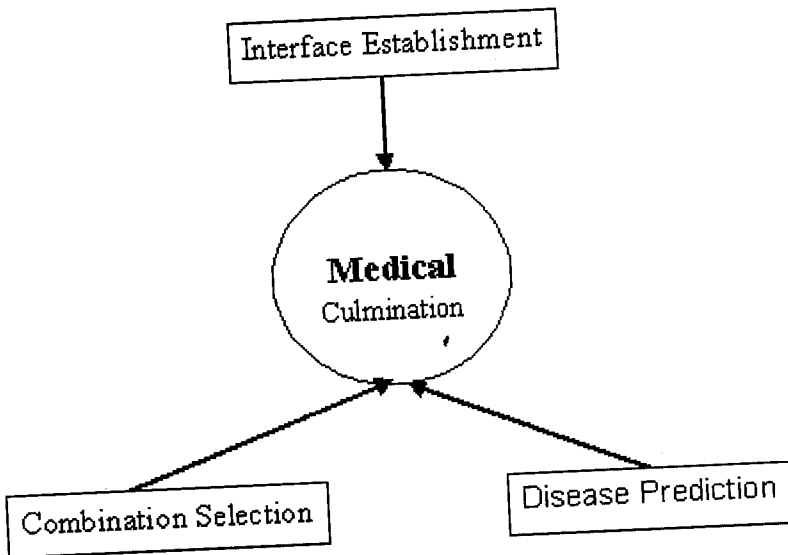 Interface Establishment
Medical
Culmination
Combination Selection
Disease Prediction